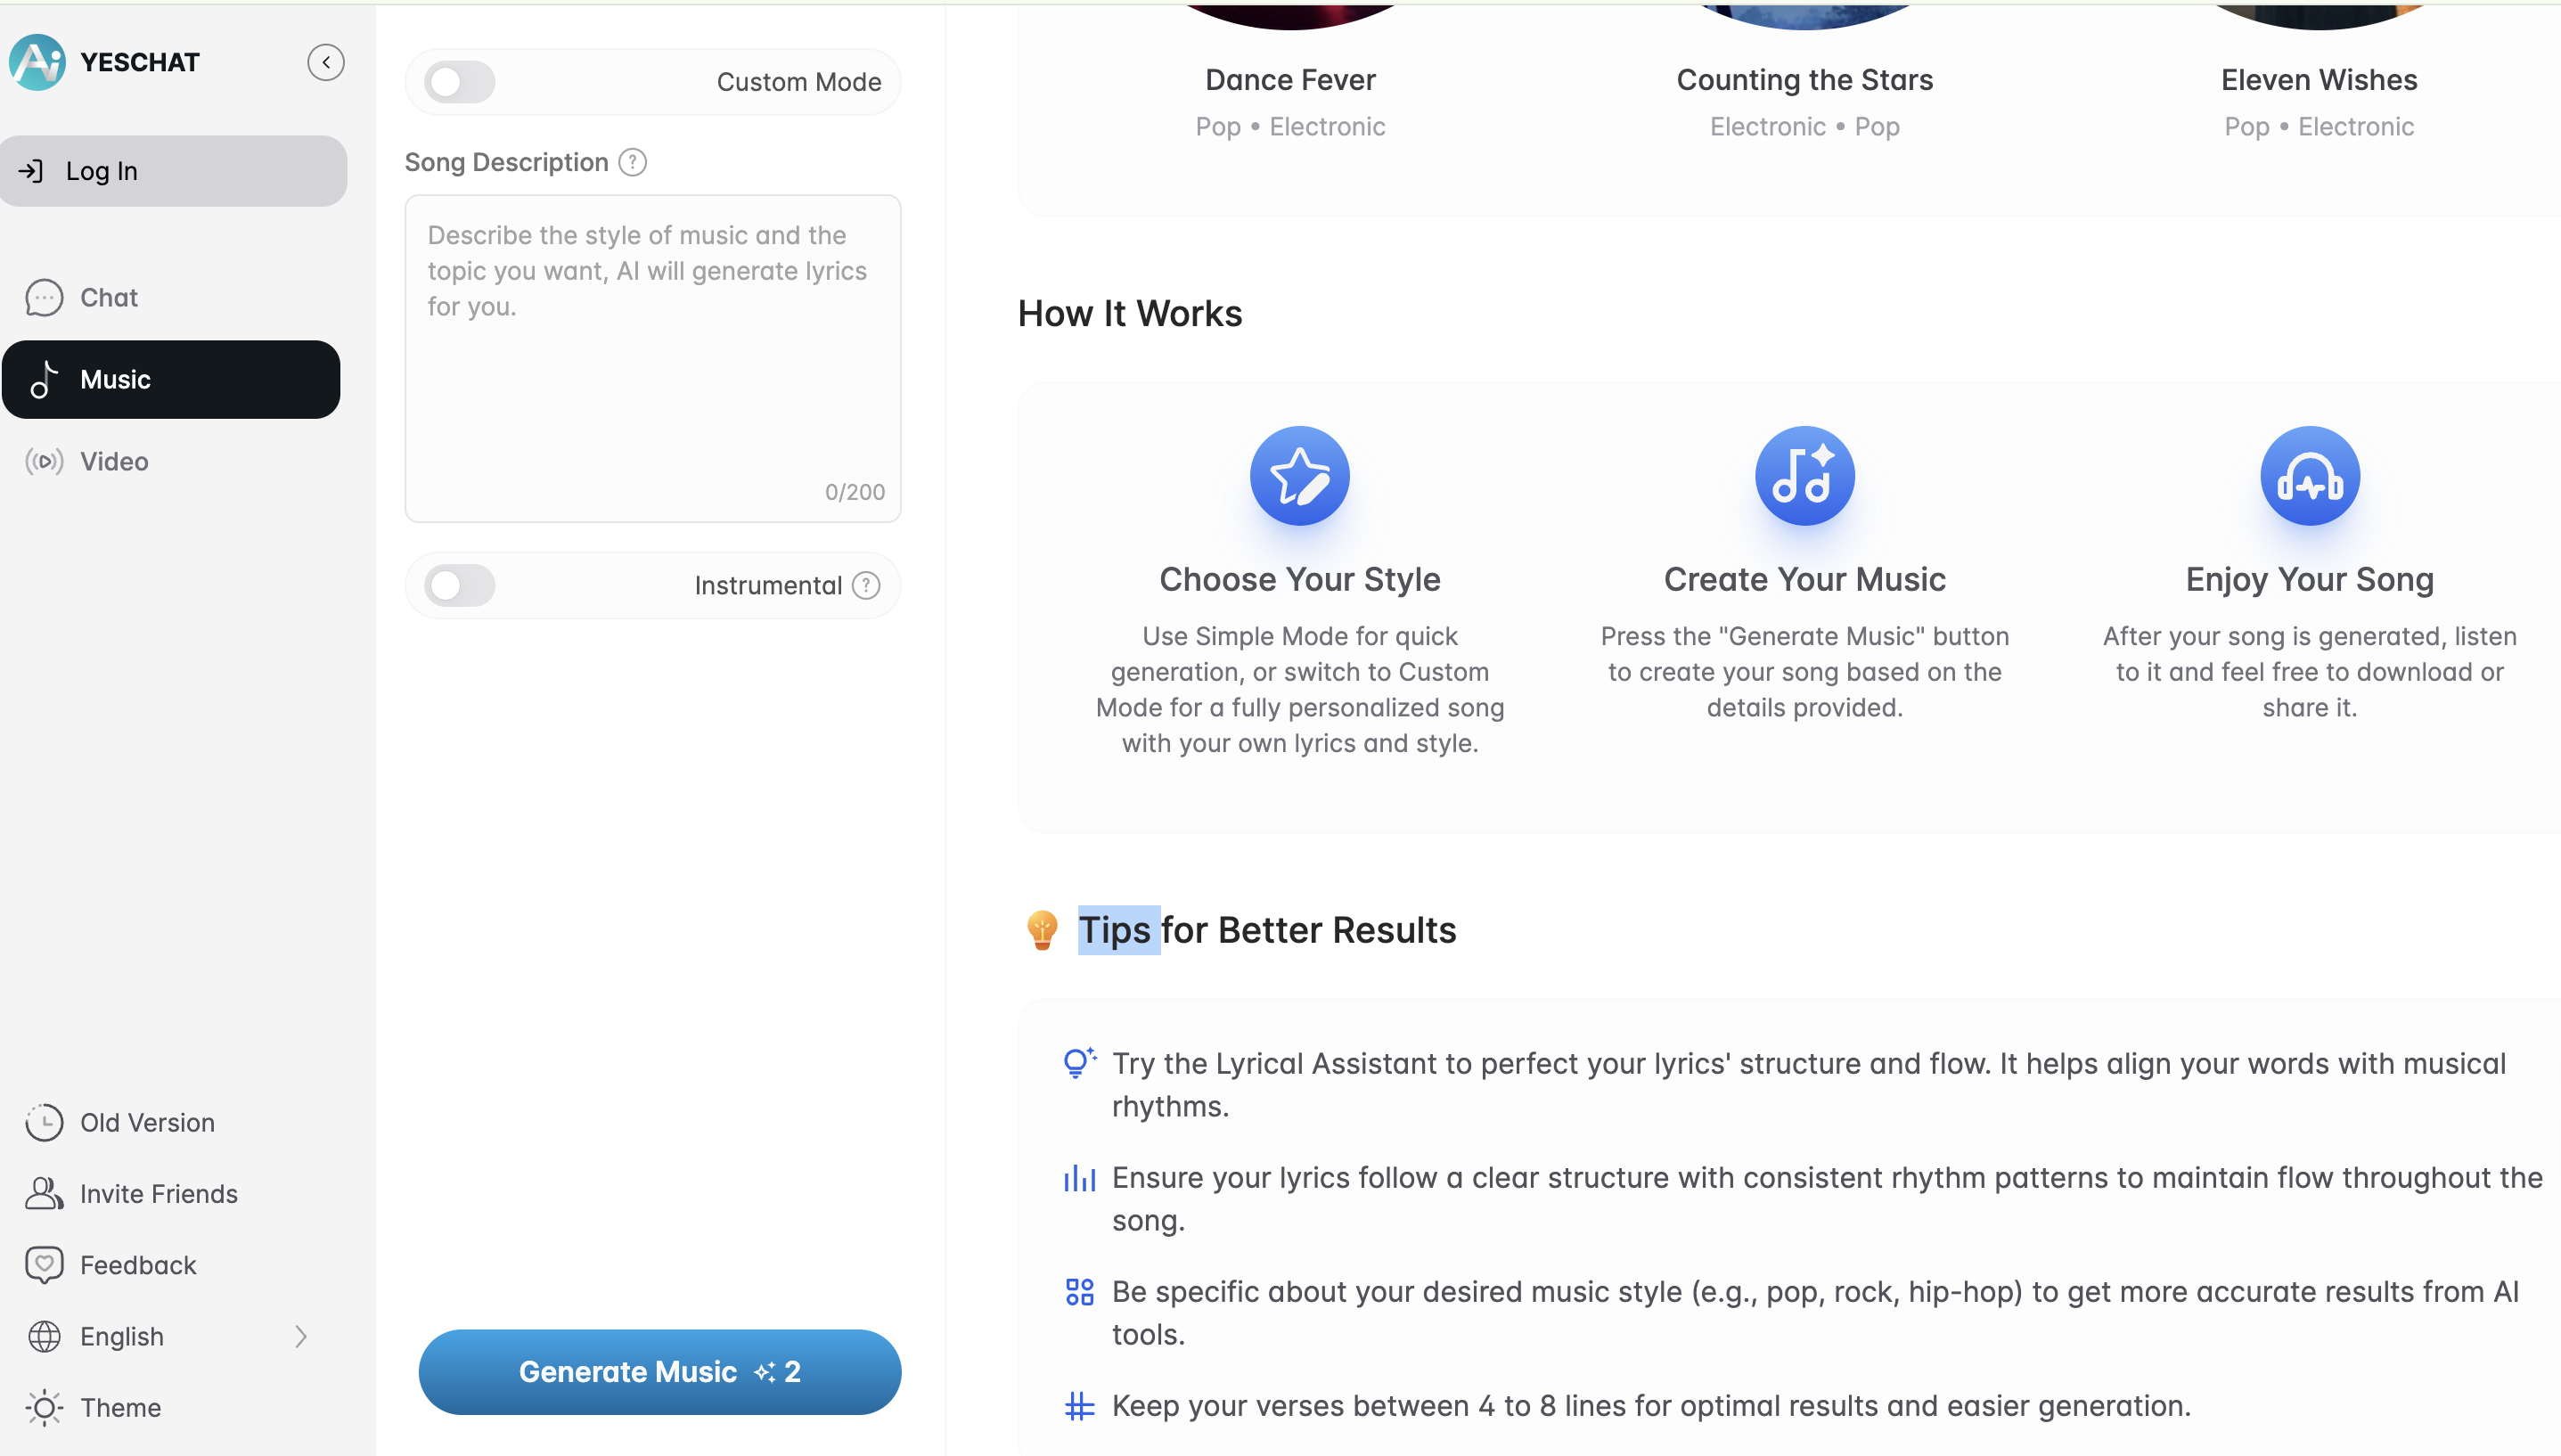 YESCHAT
Log In
Chat
Music
Video
Old Version
Invite Friends
Feedback
English
Theme
Custom Mode
Song Description ?
Describe the style of music and the
topic you want, AI will generate lyrics
for you.
0/200
Instrumental ?
Generate Music 2
Dance Fever
Pop • Electronic
Counting the Stars
Electronic • Pop
Eleven Wishes
Pop • Electronic
How It Works
Choose Your Style
Use Simple Mode for quick
generation, or switch to Custom
Mode for a fully personalized song
with your own lyrics and style.
Create Your Music
Press the "Generate Music" button
to create your song based on the
details provided.
Enjoy Your Song
After your song is generated, listen
to it and feel free to download or
share it.
Tips for Better Results
Try the Lyrical Assistant to perfect your lyrics' structure and flow. It helps align your words with musical
rhythms.
Ensure your lyrics follow a clear structure with consistent rhythm patterns to maintain flow throughout the
song.
Be specific about your desired music style (e.g., pop, rock, hip-hop) to get more accurate results from AI
tools.
Keep your verses between 4 to 8 lines for optimal results and easier generation.